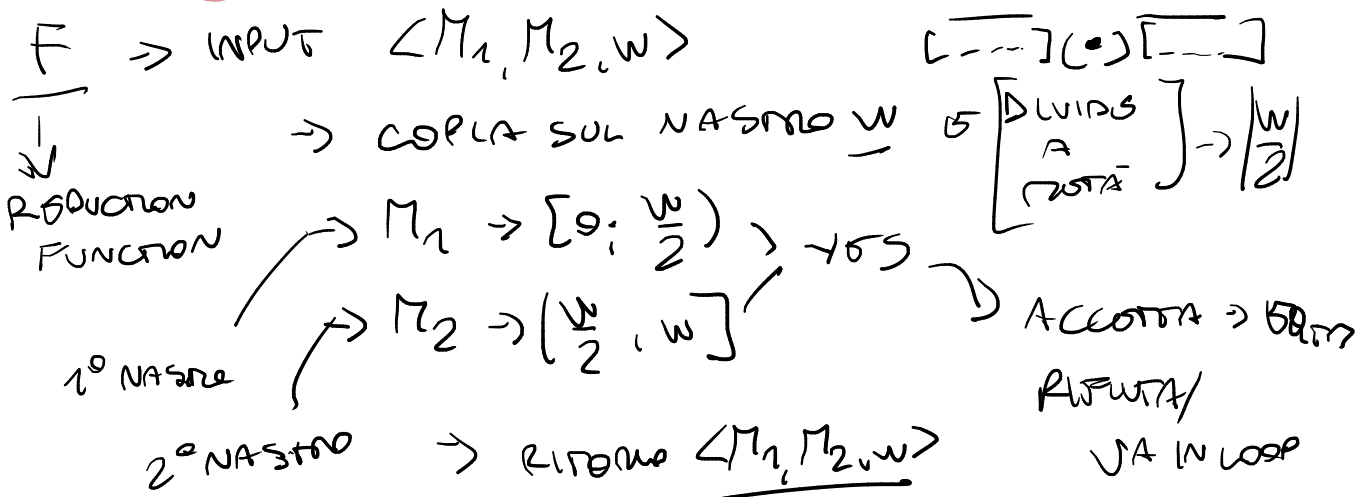 F → INPUT <M1, M2, w>
[----] (•) [----]
→ COPIA SUL NASTRO w E [DIVIDO A METÀ] → |w/2|
REDUCTION FUNCTION
→ M1 → [0; w/2)
→ M2 → (w/2, w]
→ YES
1° NASTRO
2° NASTRO
ACCETTA →
RIFIUTA/
VA IN LOOP
→ RITORNO <M1, M2, w>